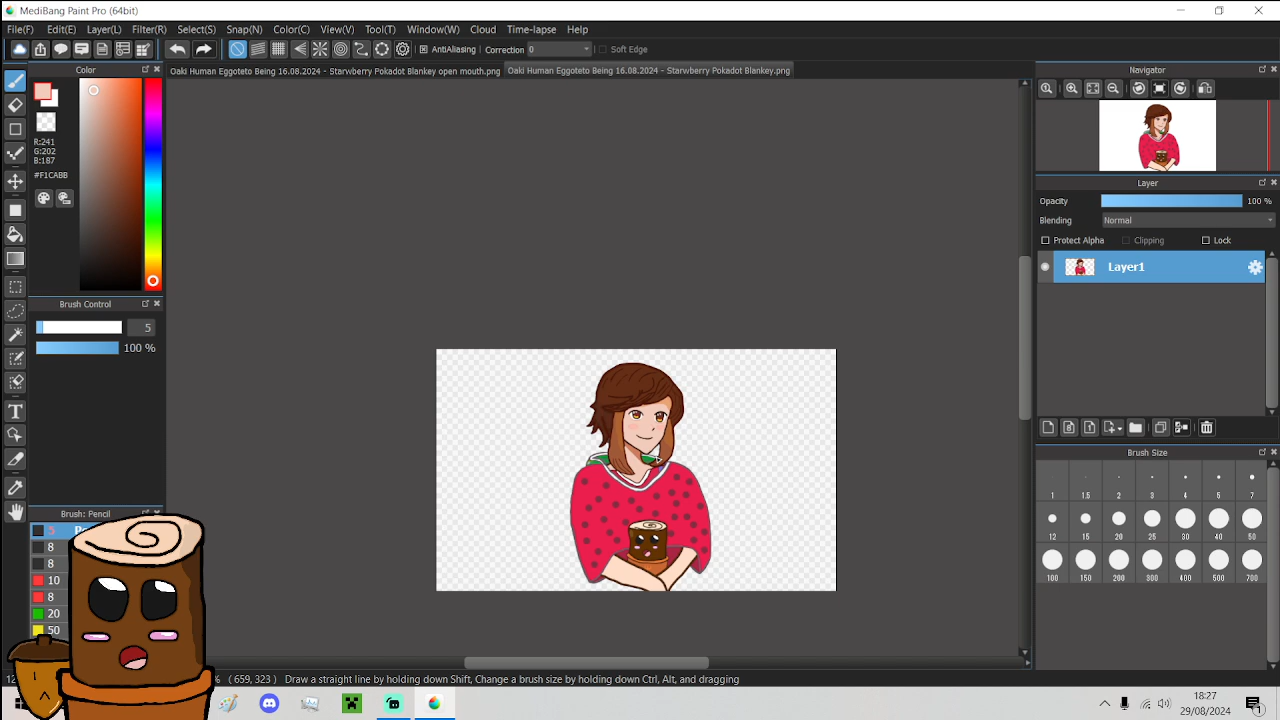 MediBang Paint Pro (64bit)
File(F) Edit(E) Layer(L) Filter(R) Select(S) Snap(N) Color(C) View(V) Tool(T) Window(W) Cloud Time-lapse Help
AntiAliasing Correction 0 Soft Edge
Color
Oaki Human Eggoteto Being 16.08.2024 - Starwberry Pokadot Blankey open mouth.png
Oaki Human Eggoteto Being 16.08.2024 - Starwberry Pokadot Blankey.png
Navigator
R:241
G:202
B:187
#F1CABB
Layer
Opacity 100 %
Blending Normal
Protect Alpha Clipping Lock
Layer1
Brush Control
5
100 %
Brush Size
1 1.5 2 3 4 5 7
12 15 20 25 30 40 50
100 150 200 300 400 500 700
Brush: Pencil
5
8
8
10
8
20
50
% (659, 323) Draw a straight line by holding down Shift, Change a brush size by holding down Ctrl, Alt, and dragging
18:27
29/08/2024
1